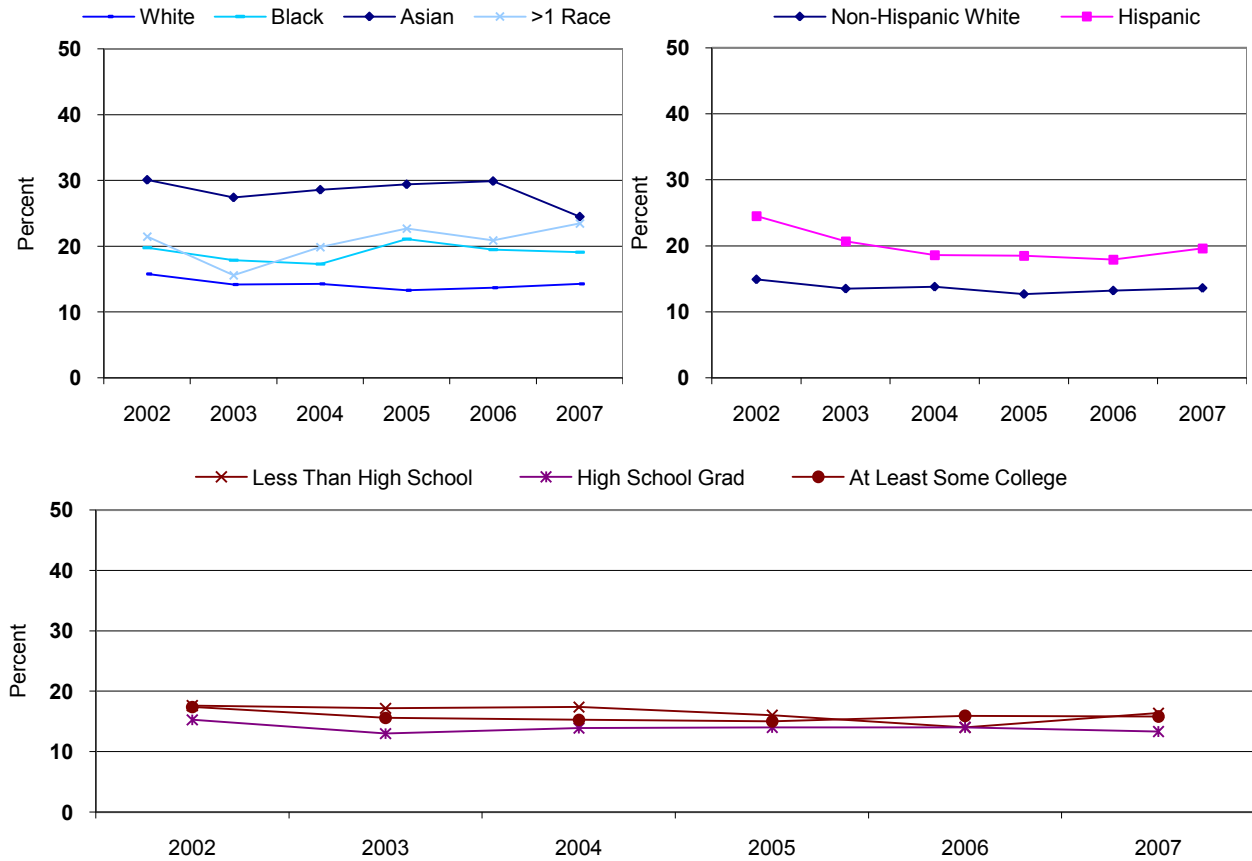 White Black Asian >1 Race
50
40
30
20
10
0
Percent
2002 2003 2004 2005 2006 2007
Non-Hispanic White Hispanic
50
40
30
20
10
0
Percent
2002 2003 2004 2005 2006 2007
Less Than High School High School Grad At Least Some College
50
40
30
20
10
0
Percent
2002 2003 2004 2005 2006 2007